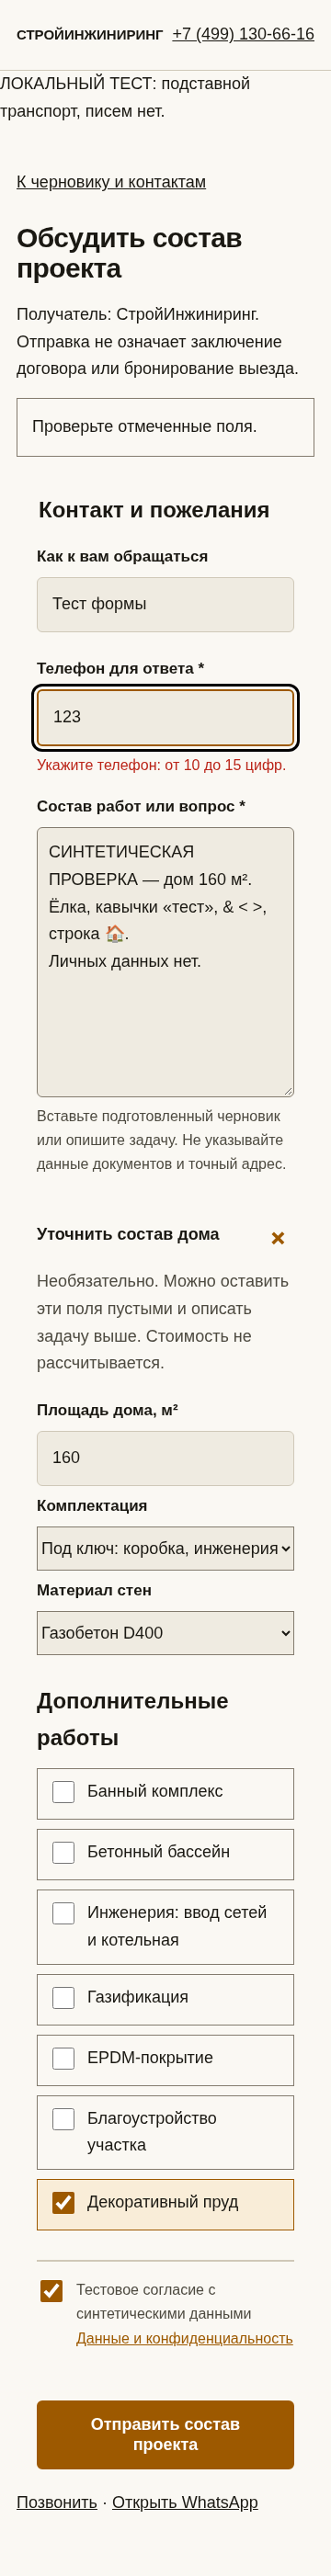 СТРОЙИНЖИНИРИНГ +7 (499) 130-66-16
ЛОКАЛЬНЫЙ ТЕСТ: подставной
транспорт, писем нет.
К черновику и контактам
Обсудить состав
проекта
Получатель: СтройИнжиниринг.
Отправка не означает заключение
договора или бронирование выезда.
Проверьте отмеченные поля.
Контакт и пожелания
Как к вам обращаться
Тест формы
Телефон для ответа *
123
Укажите телефон: от 10 до 15 цифр.
Состав работ или вопрос *
СИНТЕТИЧЕСКАЯ
ПРОВЕРКА — дом 160 м².
Ёлка, кавычки «тест», & < >,
строка 🏠.
Личных данных нет.
Вставьте подготовленный черновик
или опишите задачу. Не указывайте
данные документов и точный адрес.
Уточнить состав дома
Необязательно. Можно оставить
эти поля пустыми и описать
задачу выше. Стоимость не
рассчитывается.
Площадь дома, м²
160
Комплектация
Под ключ: коробка, инженерия
Материал стен
Газобетон D400
Дополнительные
работы
Банный комплекс
Бетонный бассейн
Инженерия: ввод сетей
и котельная
Газификация
EPDM-покрытие
Благоустройство
участка
Декоративный пруд
Тестовое согласие с
синтетическими данными
Данные и конфиденциальность
Отправить состав
проекта
Позвонить · Открыть WhatsApp